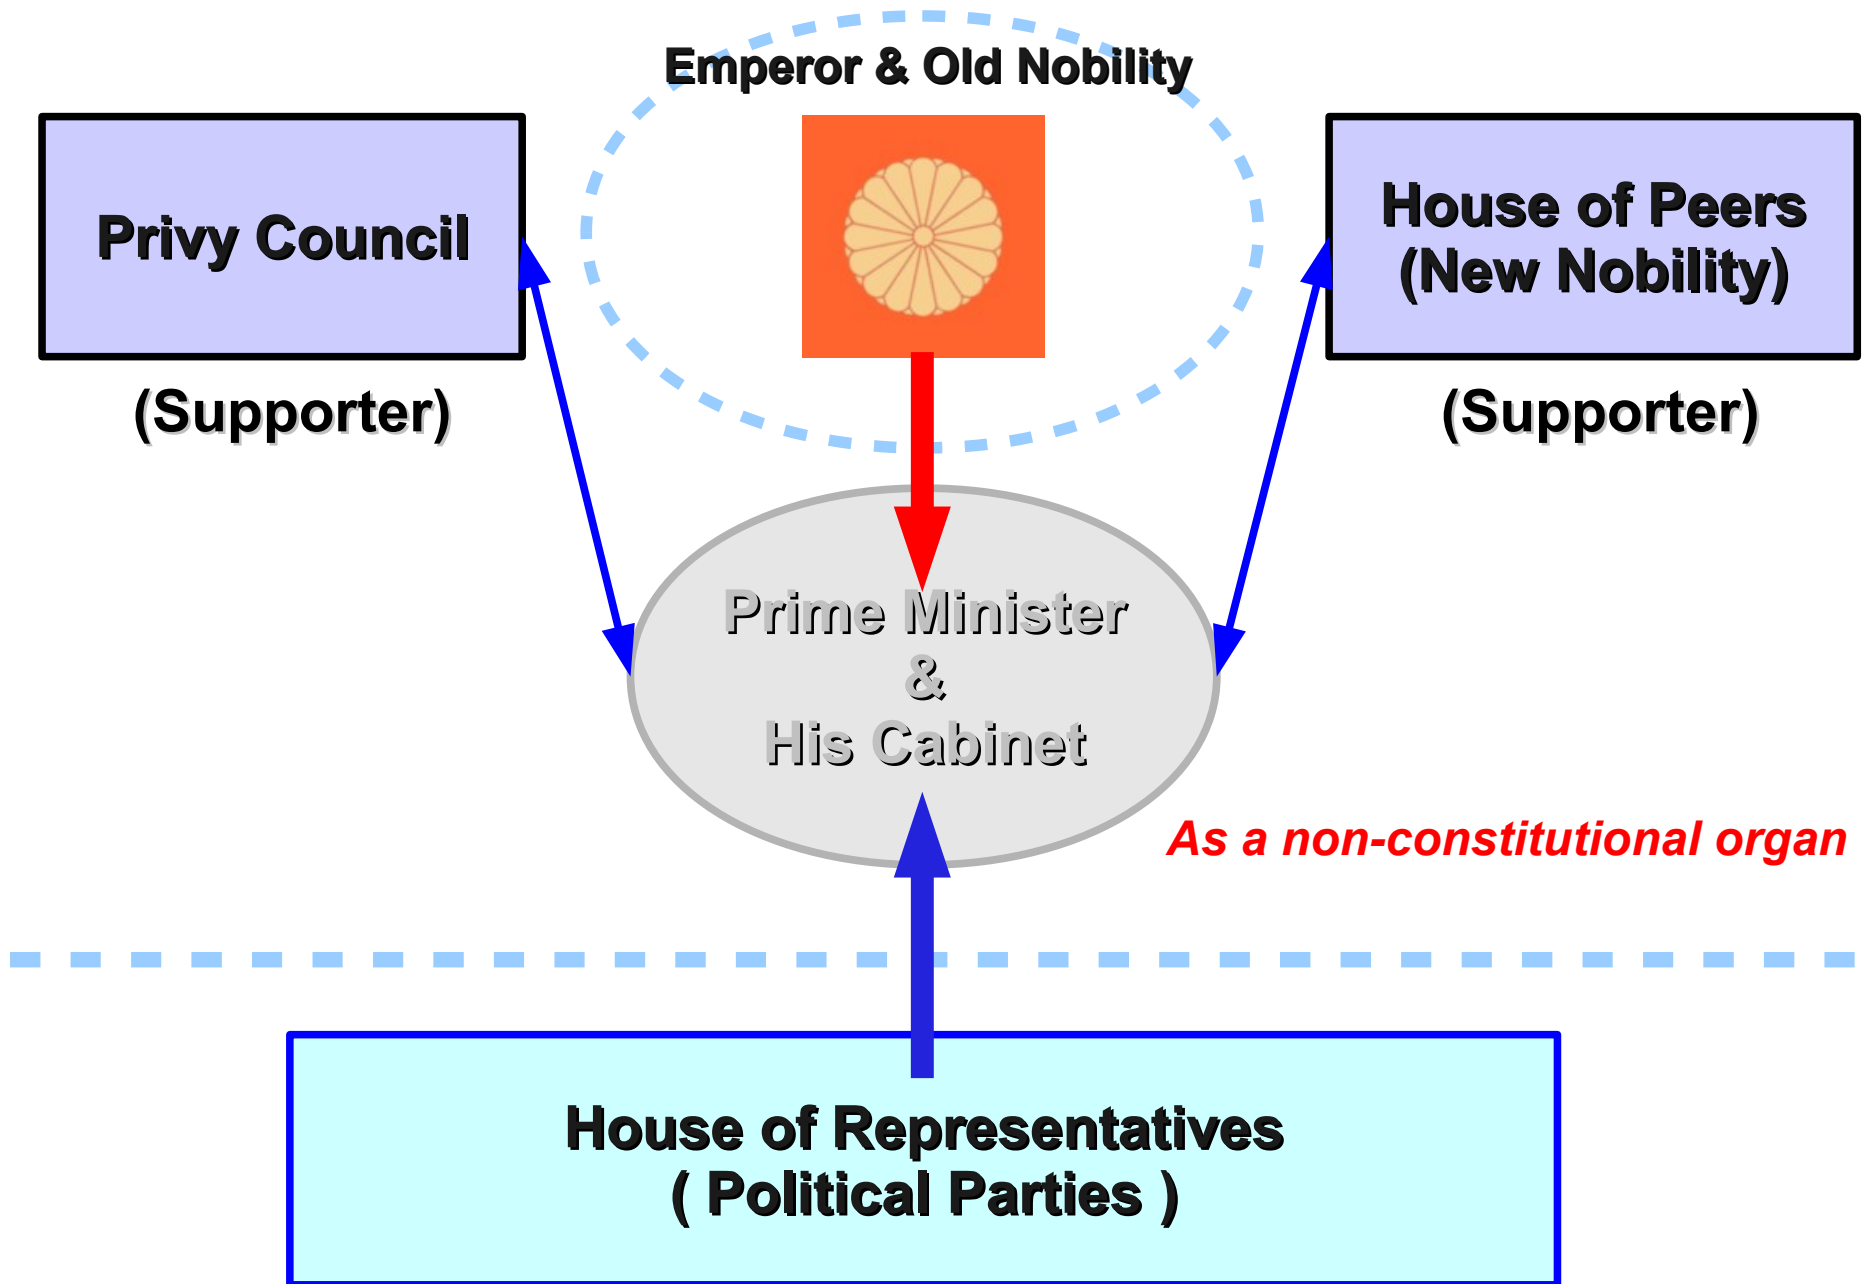 Emperor & Old Nobility
Privy Council
(Supporter)
House of Peers
(New Nobility)
(Supporter)
Prime Minister
&
His Cabinet
As a non-constitutional organ
House of Representatives
( Political Parties )